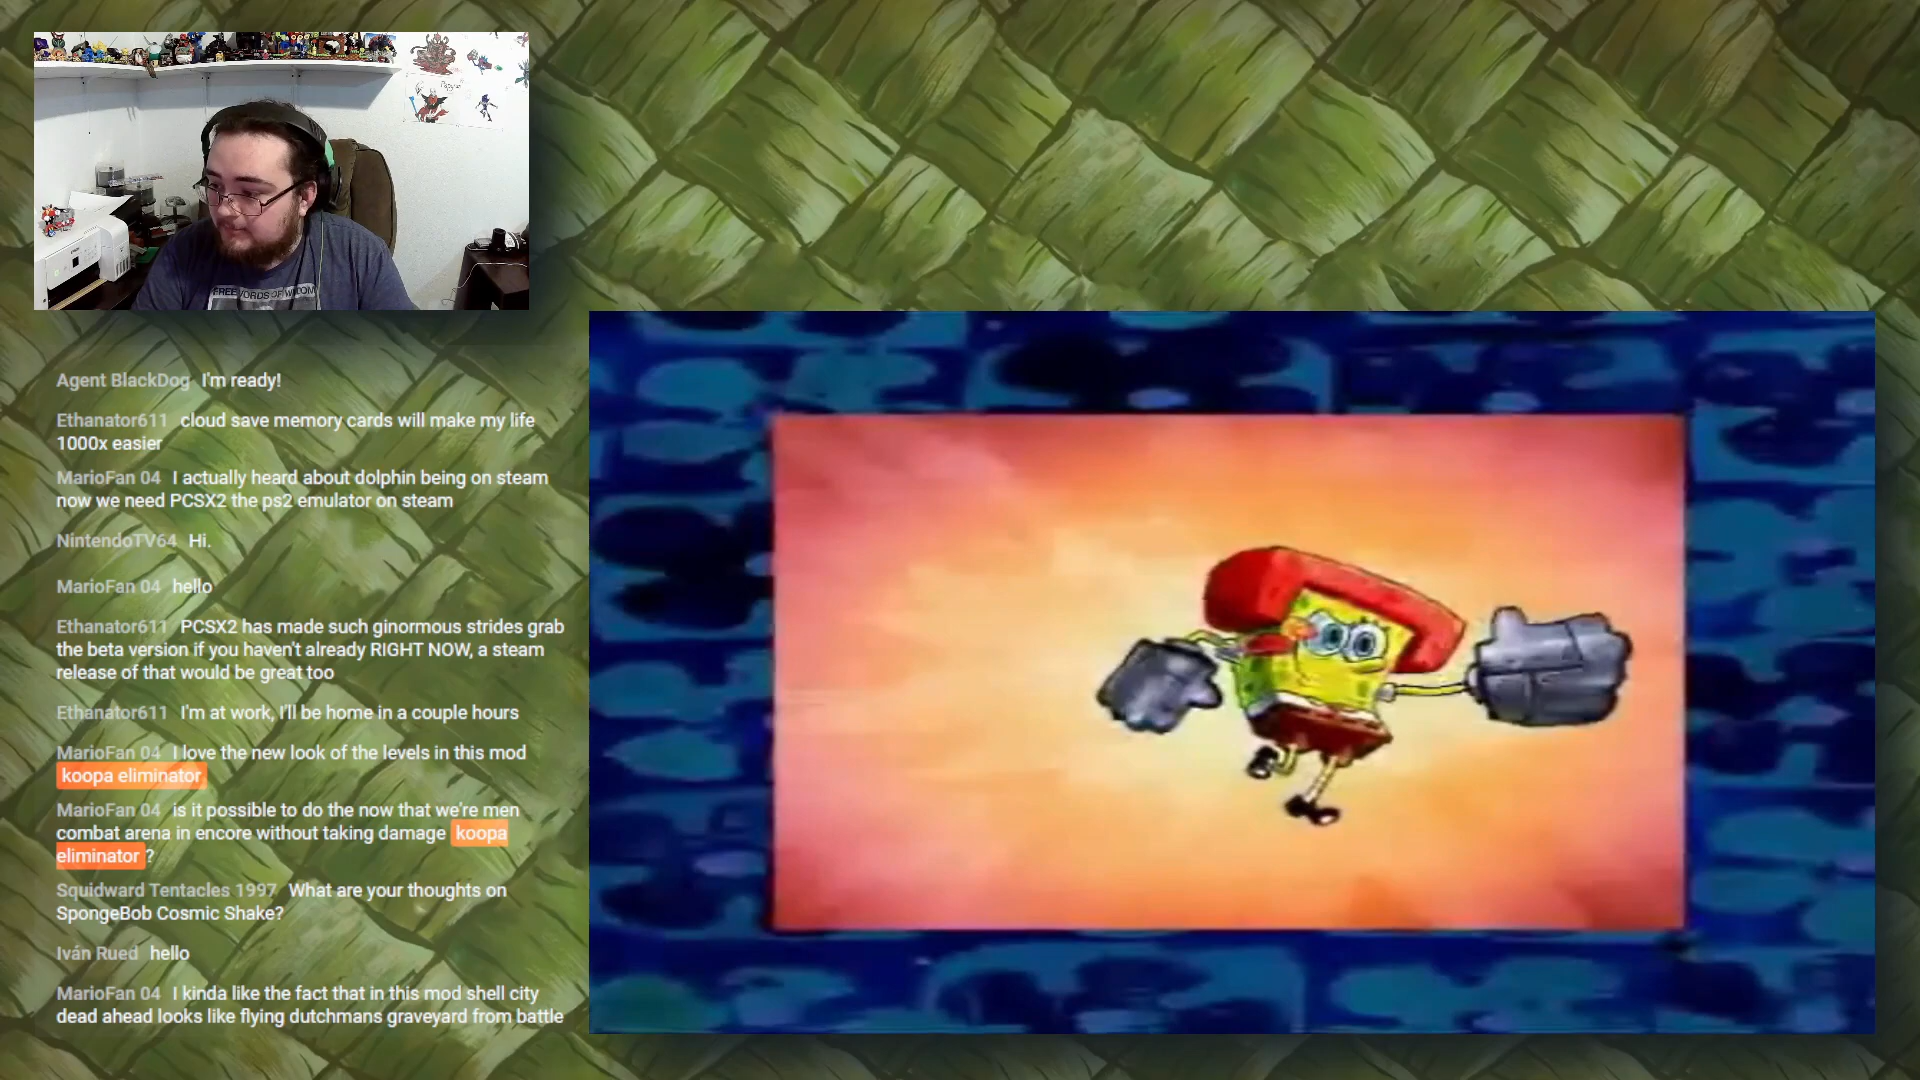 FREE WORDS OF WISDOM
Agent BlackDog I'm ready!
Ethanator611 cloud save memory cards will make my life
1000x easier
MarioFan 04 I actually heard about dolphin being on steam
now we need PCSX2 the ps2 emulator on steam
NintendoTV64 Hi.
MarioFan 04 hello
Ethanator611 PCSX2 has made such ginormous strides grab
the beta version if you haven't already RIGHT NOW, a steam
release of that would be great too
Ethanator611 I'm at work, I'll be home in a couple hours
MarioFan 04 I love the new look of the levels in this mod
koopa eliminator
MarioFan 04 is it possible to do the now that we're men
combat arena in encore without taking damage koopa
eliminator ?
Squidward Tentacles 1997 What are your thoughts on
SpongeBob Cosmic Shake?
Iván Rued hello
MarioFan 04 I kinda like the fact that in this mod shell city
dead ahead looks like flying dutchmans graveyard from battle